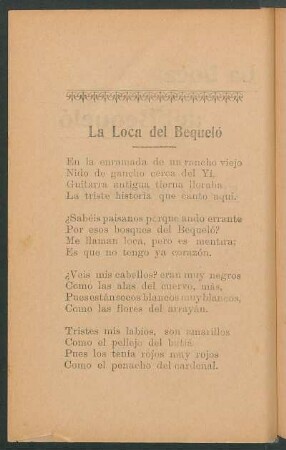 La Loca del Bequeló
En la enramada de un rancho viejo
Nido de gaucho cerca del Yí.
Guitarra antigua tierna lloraba
La triste historia que canto aquí.
¿Sabéis paisanos porque ando errante
Por esos bosques del Bequeló?
Me llaman loca, pero es mentira;
Es que no tengo ya corazón.
¿Veis mis cabellos? eran muy negros
Como las alas del cuervo, más,
Pues están secos blancos muy blancos,
Como las flores del arrayán.
Tristes mis labios, son amarillos
Como el pellejo del butiá
Pues los tenía rojos muy rojos
Como el penacho del cardenal.